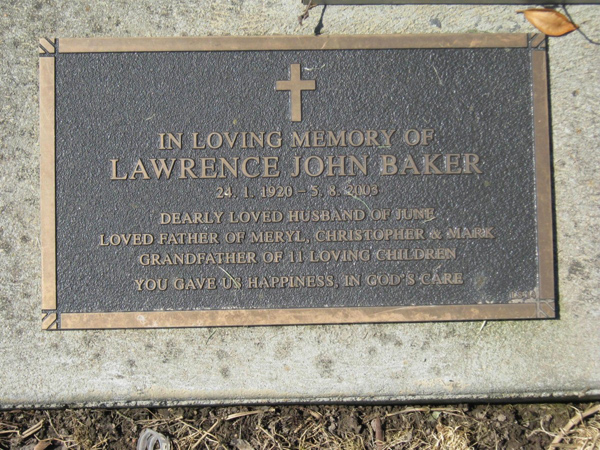 IN LOVING MEMORY OF
LAWRENCE JOHN BAKER
24. 1. 1920 – 5. 8. 2003
DEARLY LOVED HUSBAND OF JUNE
LOVED FATHER OF MERYL, CHRISTOPHER & MARK
GRANDFATHER OF 11 LOVING CHILDREN
YOU GAVE US HAPPINESS, IN GOD'S CARE